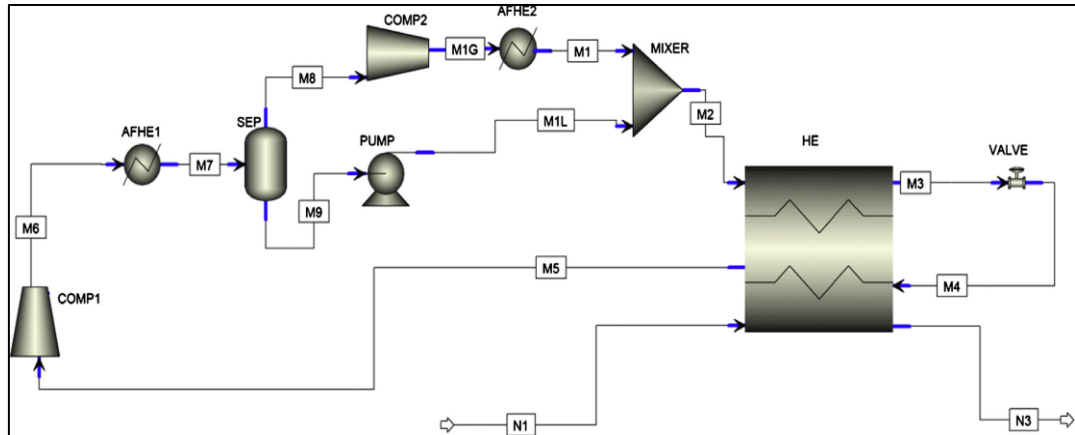 AFHE2
COMP2
M1G
M1
MIXER
M8
M2
M1L
AFHE1
SEP
PUMP
HE
VALVE
M7
M3
M9
M6
M5
M4
COMP1
N1
N3